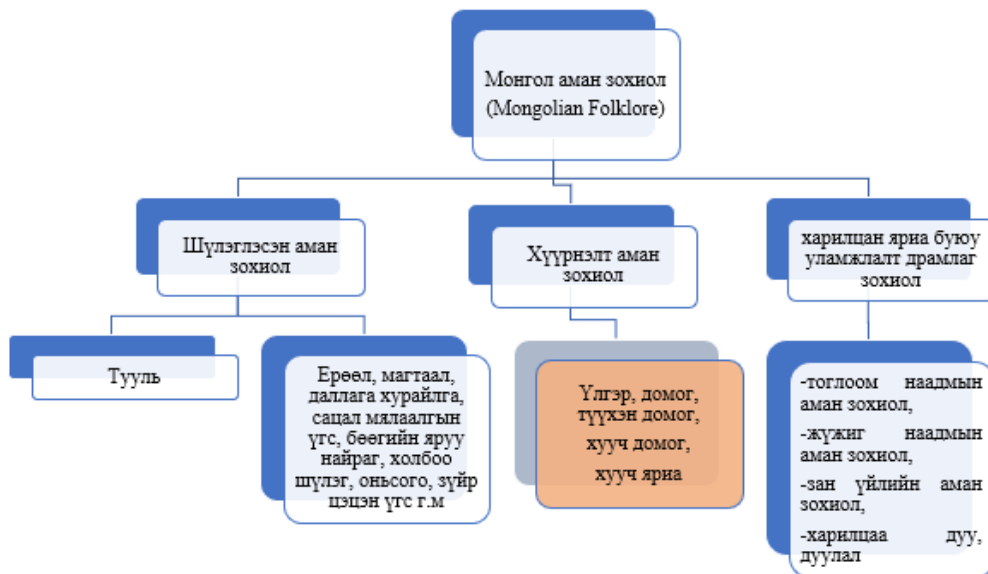 Монгол аман зохиол
(Mongolian Folklore)
Шүлэглэсэн аман
зохиол
Хүүрнэлт аман
зохиол
харилцан яриа буюу
уламжлалт драмлаг
зохиол
Тууль
Ерөөл, магтаал,
даллага хурайлга,
сацал мялаалгын
үгс, бөөгийн яруу
найраг, холбоо
шүлэг, оньсого, зүйр
цэцэн үгс г.м
Үлгэр, домог,
түүхэн домог,
хууч домог,
хууч яриа
-тоглоом наадмын
аман зохиол,
-жүжиг наадмын
аман зохиол,
-зан үйлийн аман
зохиол,
-харилцаа дуу,
дуулал